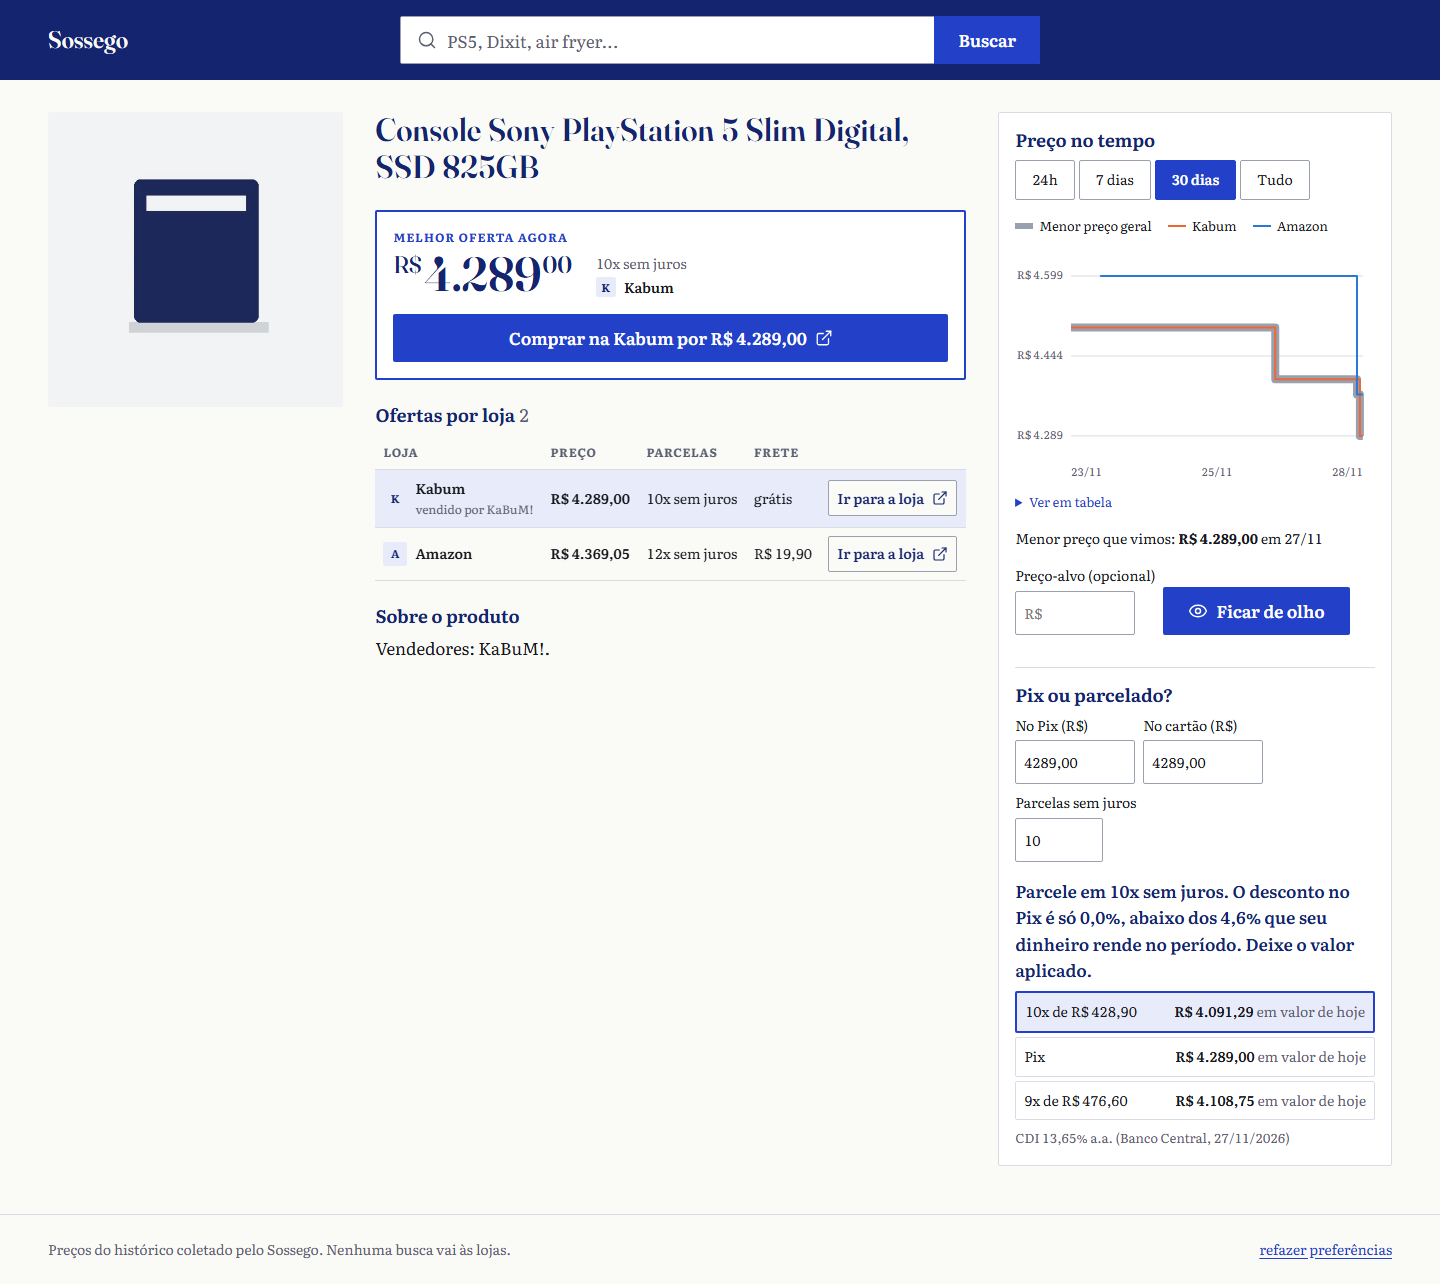 Sossego
PS5, Dixit, air fryer...
Buscar
Console Sony PlayStation 5 Slim Digital,
SSD 825GB
MELHOR OFERTA AGORA
R$ 4.28900
10x sem juros
K Kabum
Comprar na Kabum por R$ 4.289,00
Ofertas por loja 2
LOJA PREÇO PARCELAS FRETE
K Kabum R$ 4.289,00 10x sem juros grátis Ir para a loja
vendido por KaBuM!
A Amazon R$ 4.369,05 12x sem juros R$ 19,90 Ir para a loja
Sobre o produto
Vendedores: KaBuM!.
Preço no tempo
24h 7 dias 30 dias Tudo
Menor preço geral Kabum Amazon
R$ 4.599
R$ 4.444
R$ 4.289
23/11 25/11 28/11
Ver em tabela
Menor preço que vimos: R$ 4.289,00 em 27/11
Preço-alvo (opcional)
R$
Ficar de olho
Pix ou parcelado?
No Pix (R$) No cartão (R$)
4289,00 4289,00
Parcelas sem juros
10
Parcele em 10x sem juros. O desconto no
Pix é só 0,0%, abaixo dos 4,6% que seu
dinheiro rende no período. Deixe o valor
aplicado.
10x de R$ 428,90 R$ 4.091,29 em valor de hoje
Pix R$ 4.289,00 em valor de hoje
9x de R$ 476,60 R$ 4.108,75 em valor de hoje
CDI 13,65% a.a. (Banco Central, 27/11/2026)
Preços do histórico coletado pelo Sossego. Nenhuma busca vai às lojas.
refazer preferências